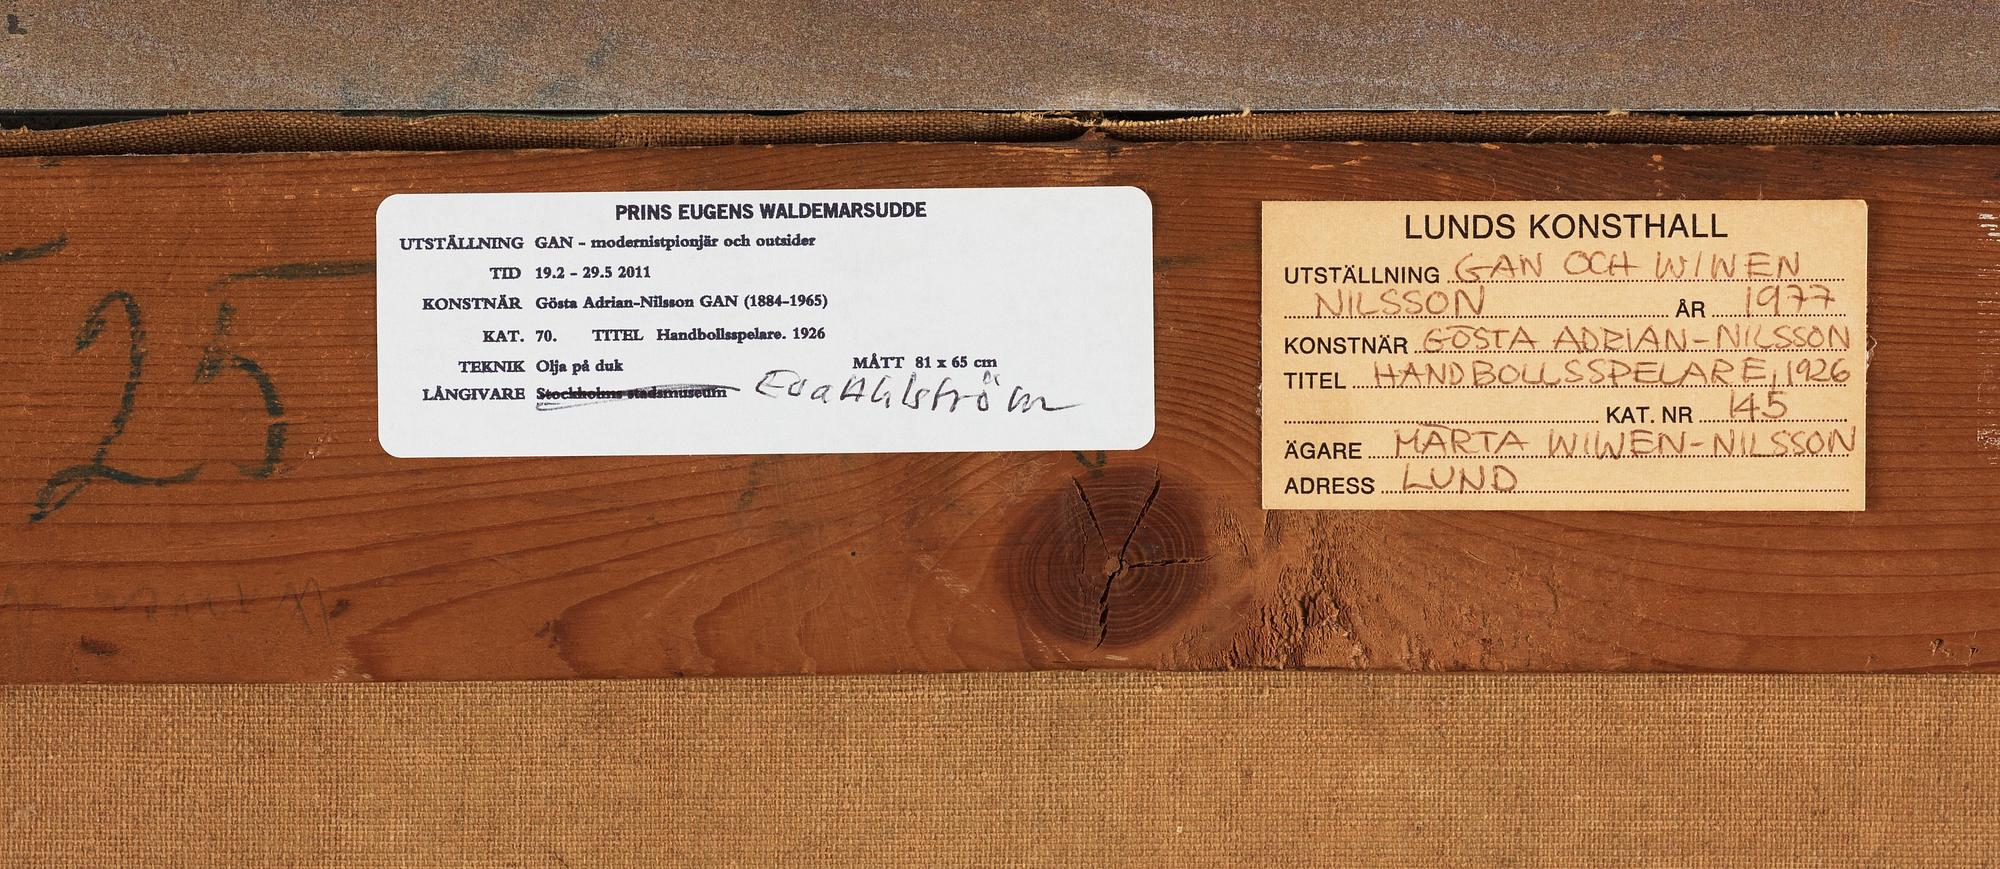 25
PRINS EUGENS WALDEMARSUDDE
UTSTÄLLNING GAN - modernistpionjär och outsider
TID 19.2 - 29.5 2011
KONSTNÄR Gösta Adrian-Nilsson GAN (1884-1965)
KAT. 70. TITEL Handbollsspelare. 1926
TEKNIK Olja på duk MÅTT 81 x 65 cm
LÅNGIVARE Stockholms stadsmuseum Eva Ahlström
LUNDS KONSTHALL
UTSTÄLLNING GAN OCH WIWEN
NILSSON ÅR 1977
KONSTNÄR GÖSTA ADRIAN-NILSSON
TITEL HANDBOLLSSPELARE, 1926
KAT. NR 145
ÄGARE MÄRTA WIWEN-NILSSON
ADRESS LUND